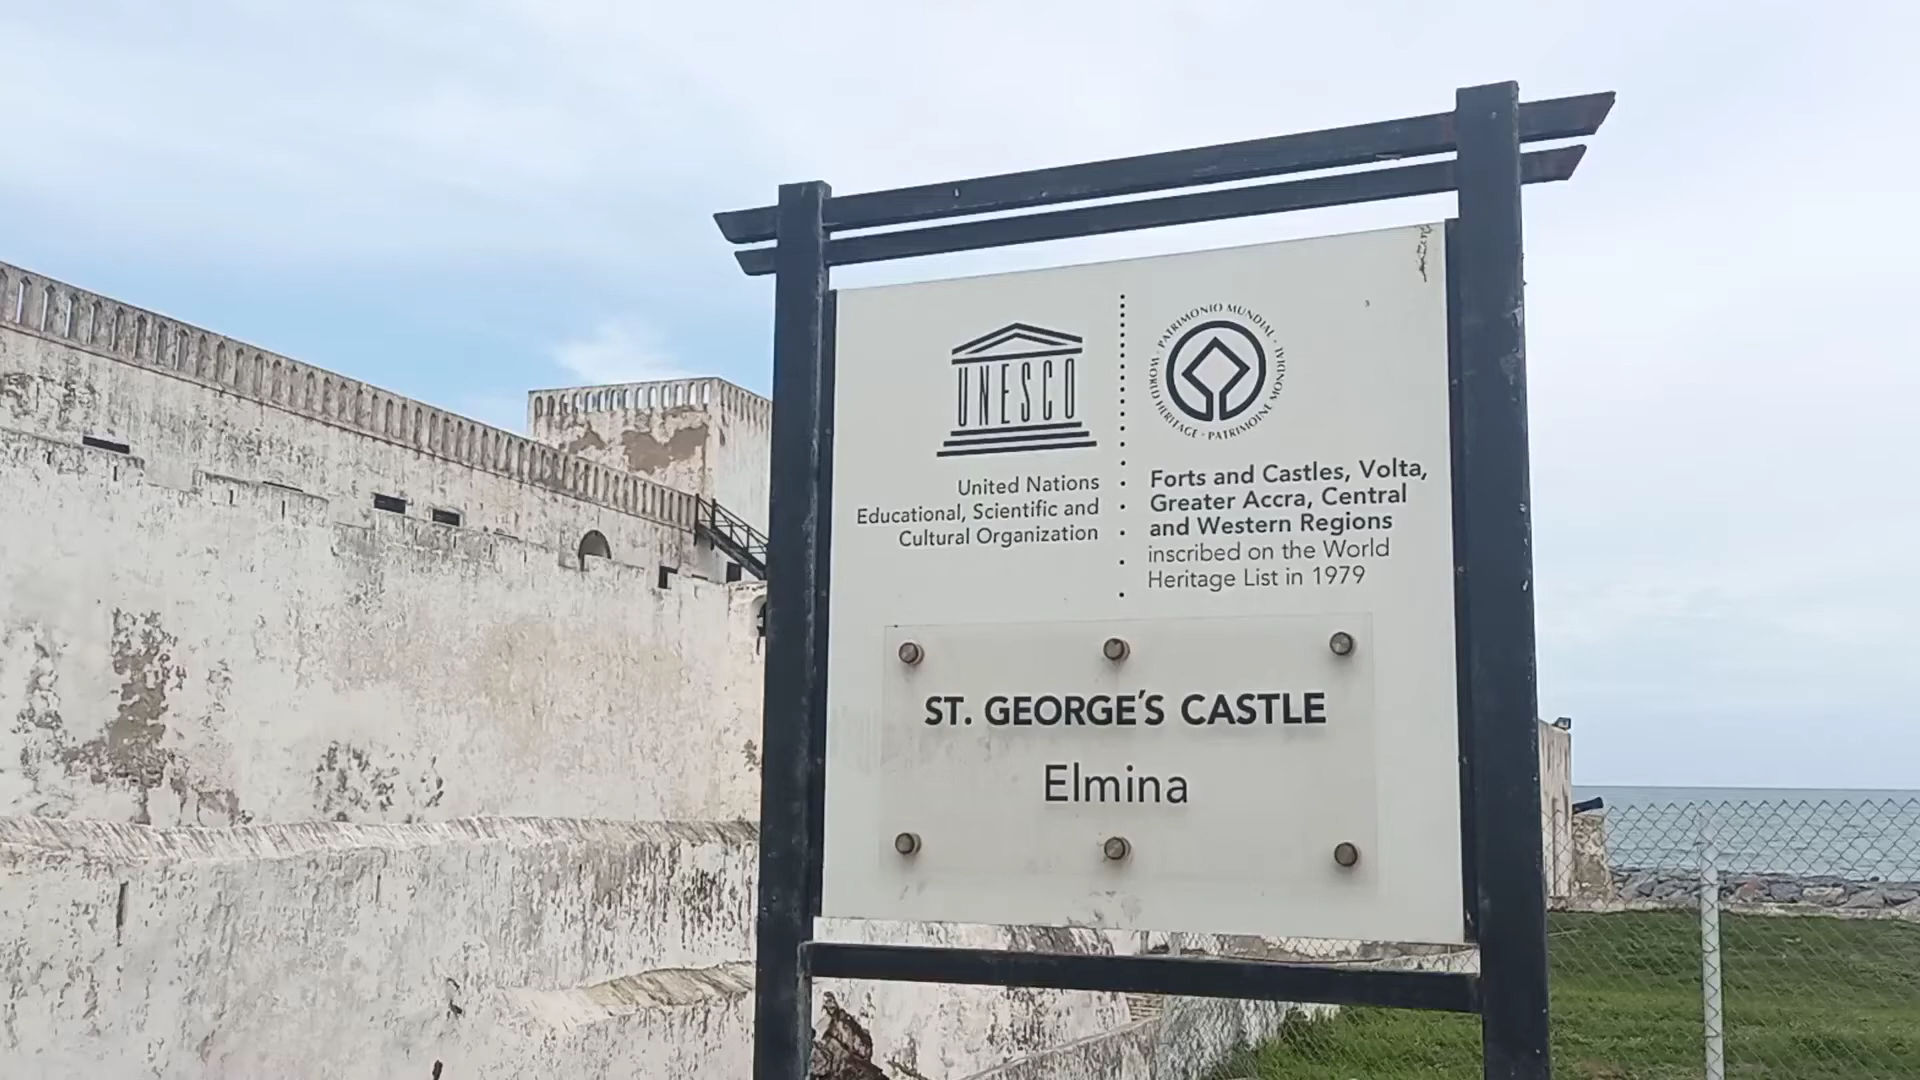 UNESCO
United Nations
Educational, Scientific and
Cultural Organization
WORLD HERITAGE · PATRIMOINE MONDIAL · PATRIMONIO MUNDIAL ·
Forts and Castles, Volta,
Greater Accra, Central
and Western Regions
inscribed on the World
Heritage List in 1979
ST. GEORGE'S CASTLE
Elmina